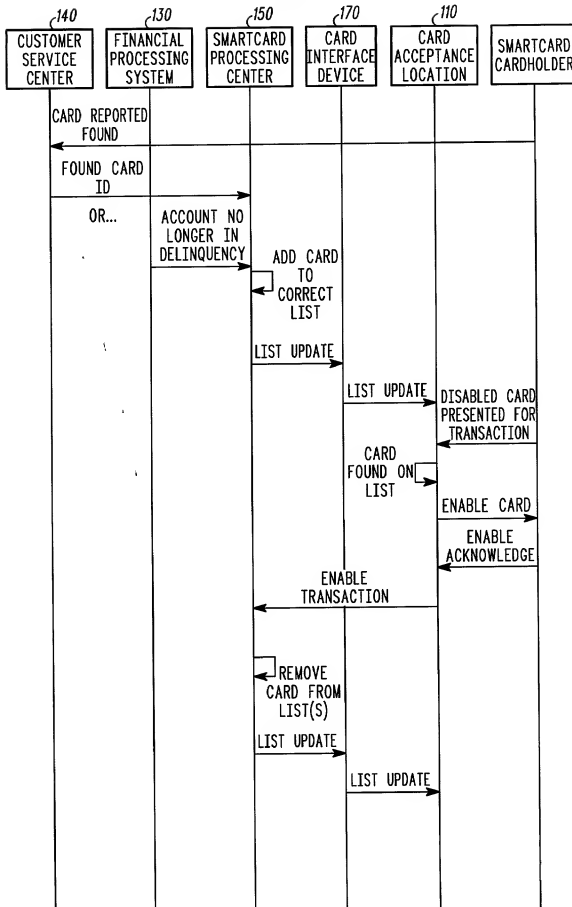 140
130
150
170
110
CUSTOMER
SERVICE
CENTER
FINANCIAL
PROCESSING
SYSTEM
SMARTCARD
PROCESSING
CENTER
CARD
INTERFACE
DEVICE
CARD
ACCEPTANCE
LOCATION
SMARTCARD
CARDHOLDER
CARD REPORTED
FOUND
FOUND CARD
ID
OR...
ACCOUNT NO
LONGER IN
DELINQUENCY
ADD CARD
TO
CORRECT
LIST
LIST UPDATE
LIST UPDATE
DISABLED CARD
PRESENTED FOR
TRANSACTION
CARD
FOUND ON
LIST
ENABLE CARD
ENABLE
ACKNOWLEDGE
ENABLE
TRANSACTION
REMOVE
CARD FROM
LIST(S)
LIST UPDATE
LIST UPDATE